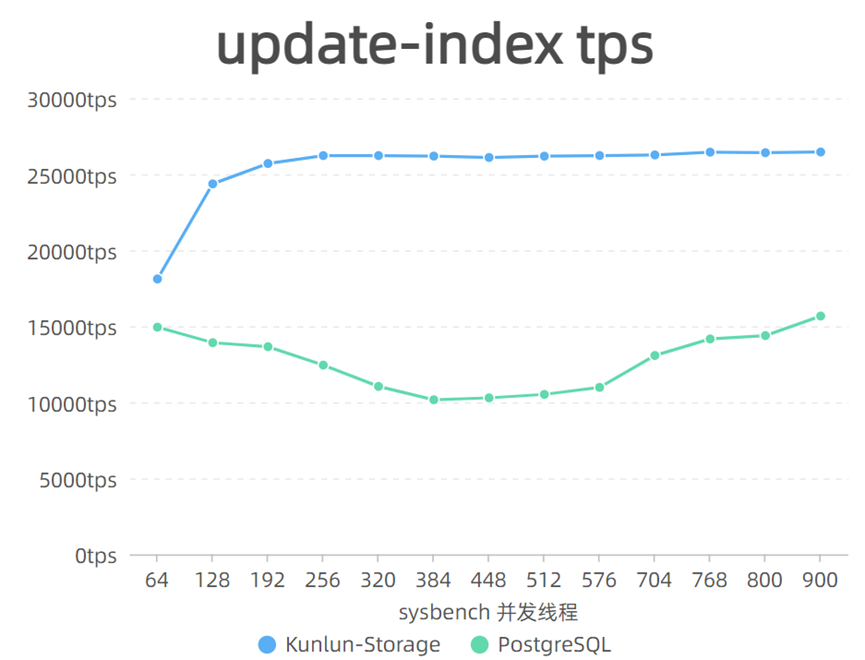 update-index tps
30000tps
25000tps
20000tps
15000tps
10000tps
5000tps
0tps
64 128 192 256 320 384 448 512 576 704 768 800 900
sysbench 并发线程
Kunlun-Storage PostgreSQL